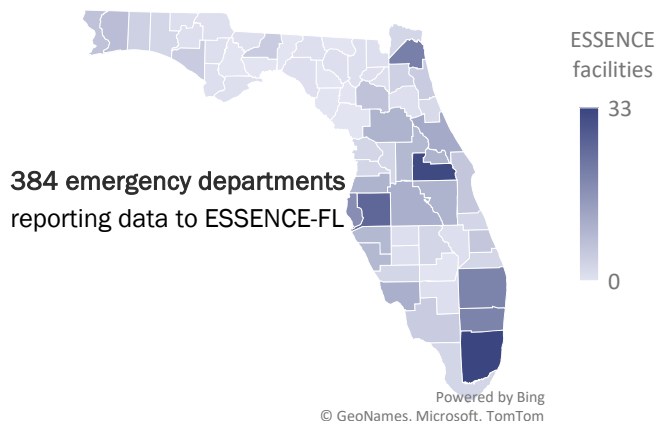 ESSENCE
facilities
33
384 emergency departments
reporting data to ESSENCE-FL
0
Powered by Bing
© GeoNames, Microsoft, TomTom